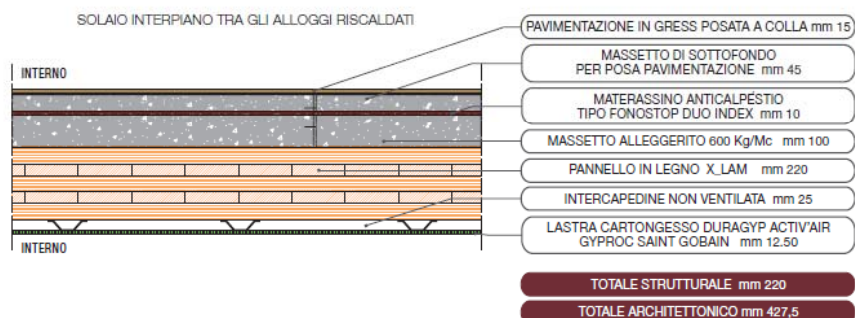 SOLAIO INTERPIANO TRA GLI ALLOGGI RISCALDATI
INTERNO
INTERNO
PAVIMENTAZIONE IN GRESS POSATA A COLLA mm 15
MASSETTO DI SOTTOFONDO
PER POSA PAVIMENTAZIONE mm 45
MATERASSINO ANTICALPÉSTIO
TIPO FONOSTOP DUO INDEX mm 10
MASSETTO ALLEGGERITO 600 Kg/Mc mm 100
PANNELLO IN LEGNO X_LAM mm 220
INTERCAPEDINE NON VENTILATA mm 25
LASTRA CARTONGESSO DURAGYP ACTIV'AIR
GYPROC SAINT GOBAIN mm 12.50
TOTALE STRUTTURALE mm 220
TOTALE ARCHITETTONICO mm 427,5